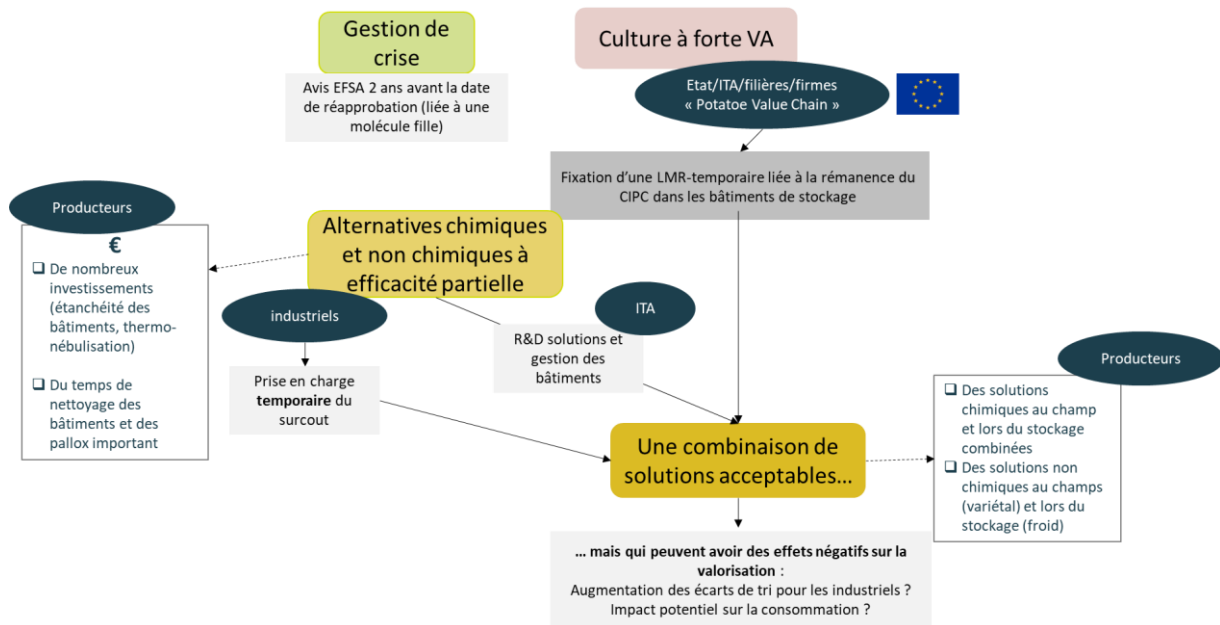 Gestion de
crise
Culture à forte VA
Avis EFSA 2 ans avant la date
de réapprobation (liée à une
molécule fille)
Etat/ITA/filières/firmes
« Potatoe Value Chain »
Fixation d'une LMR-temporaire liée à la rémanence du
CIPC dans les bâtiments de stockage
Producteurs
€
❑ De nombreux
investissements
(étanchéité des
bâtiments, thermo-
nébulisation)
❑ Du temps de
nettoyage des
bâtiments et des
pallox important
Alternatives chimiques
et non chimiques à
efficacité partielle
industriels
Prise en charge
temporaire du
surcout
ITA
R&D solutions et
gestion des
bâtiments
Une combinaison de
solutions acceptables…
Producteurs
❑ Des solutions
chimiques au champ
et lors du stockage
combinées
❑ Des solutions non
chimiques au champs
(variétal) et lors du
stockage (froid)
… mais qui peuvent avoir des effets négatifs sur la
valorisation :
Augmentation des écarts de tri pour les industriels ?
Impact potentiel sur la consommation ?